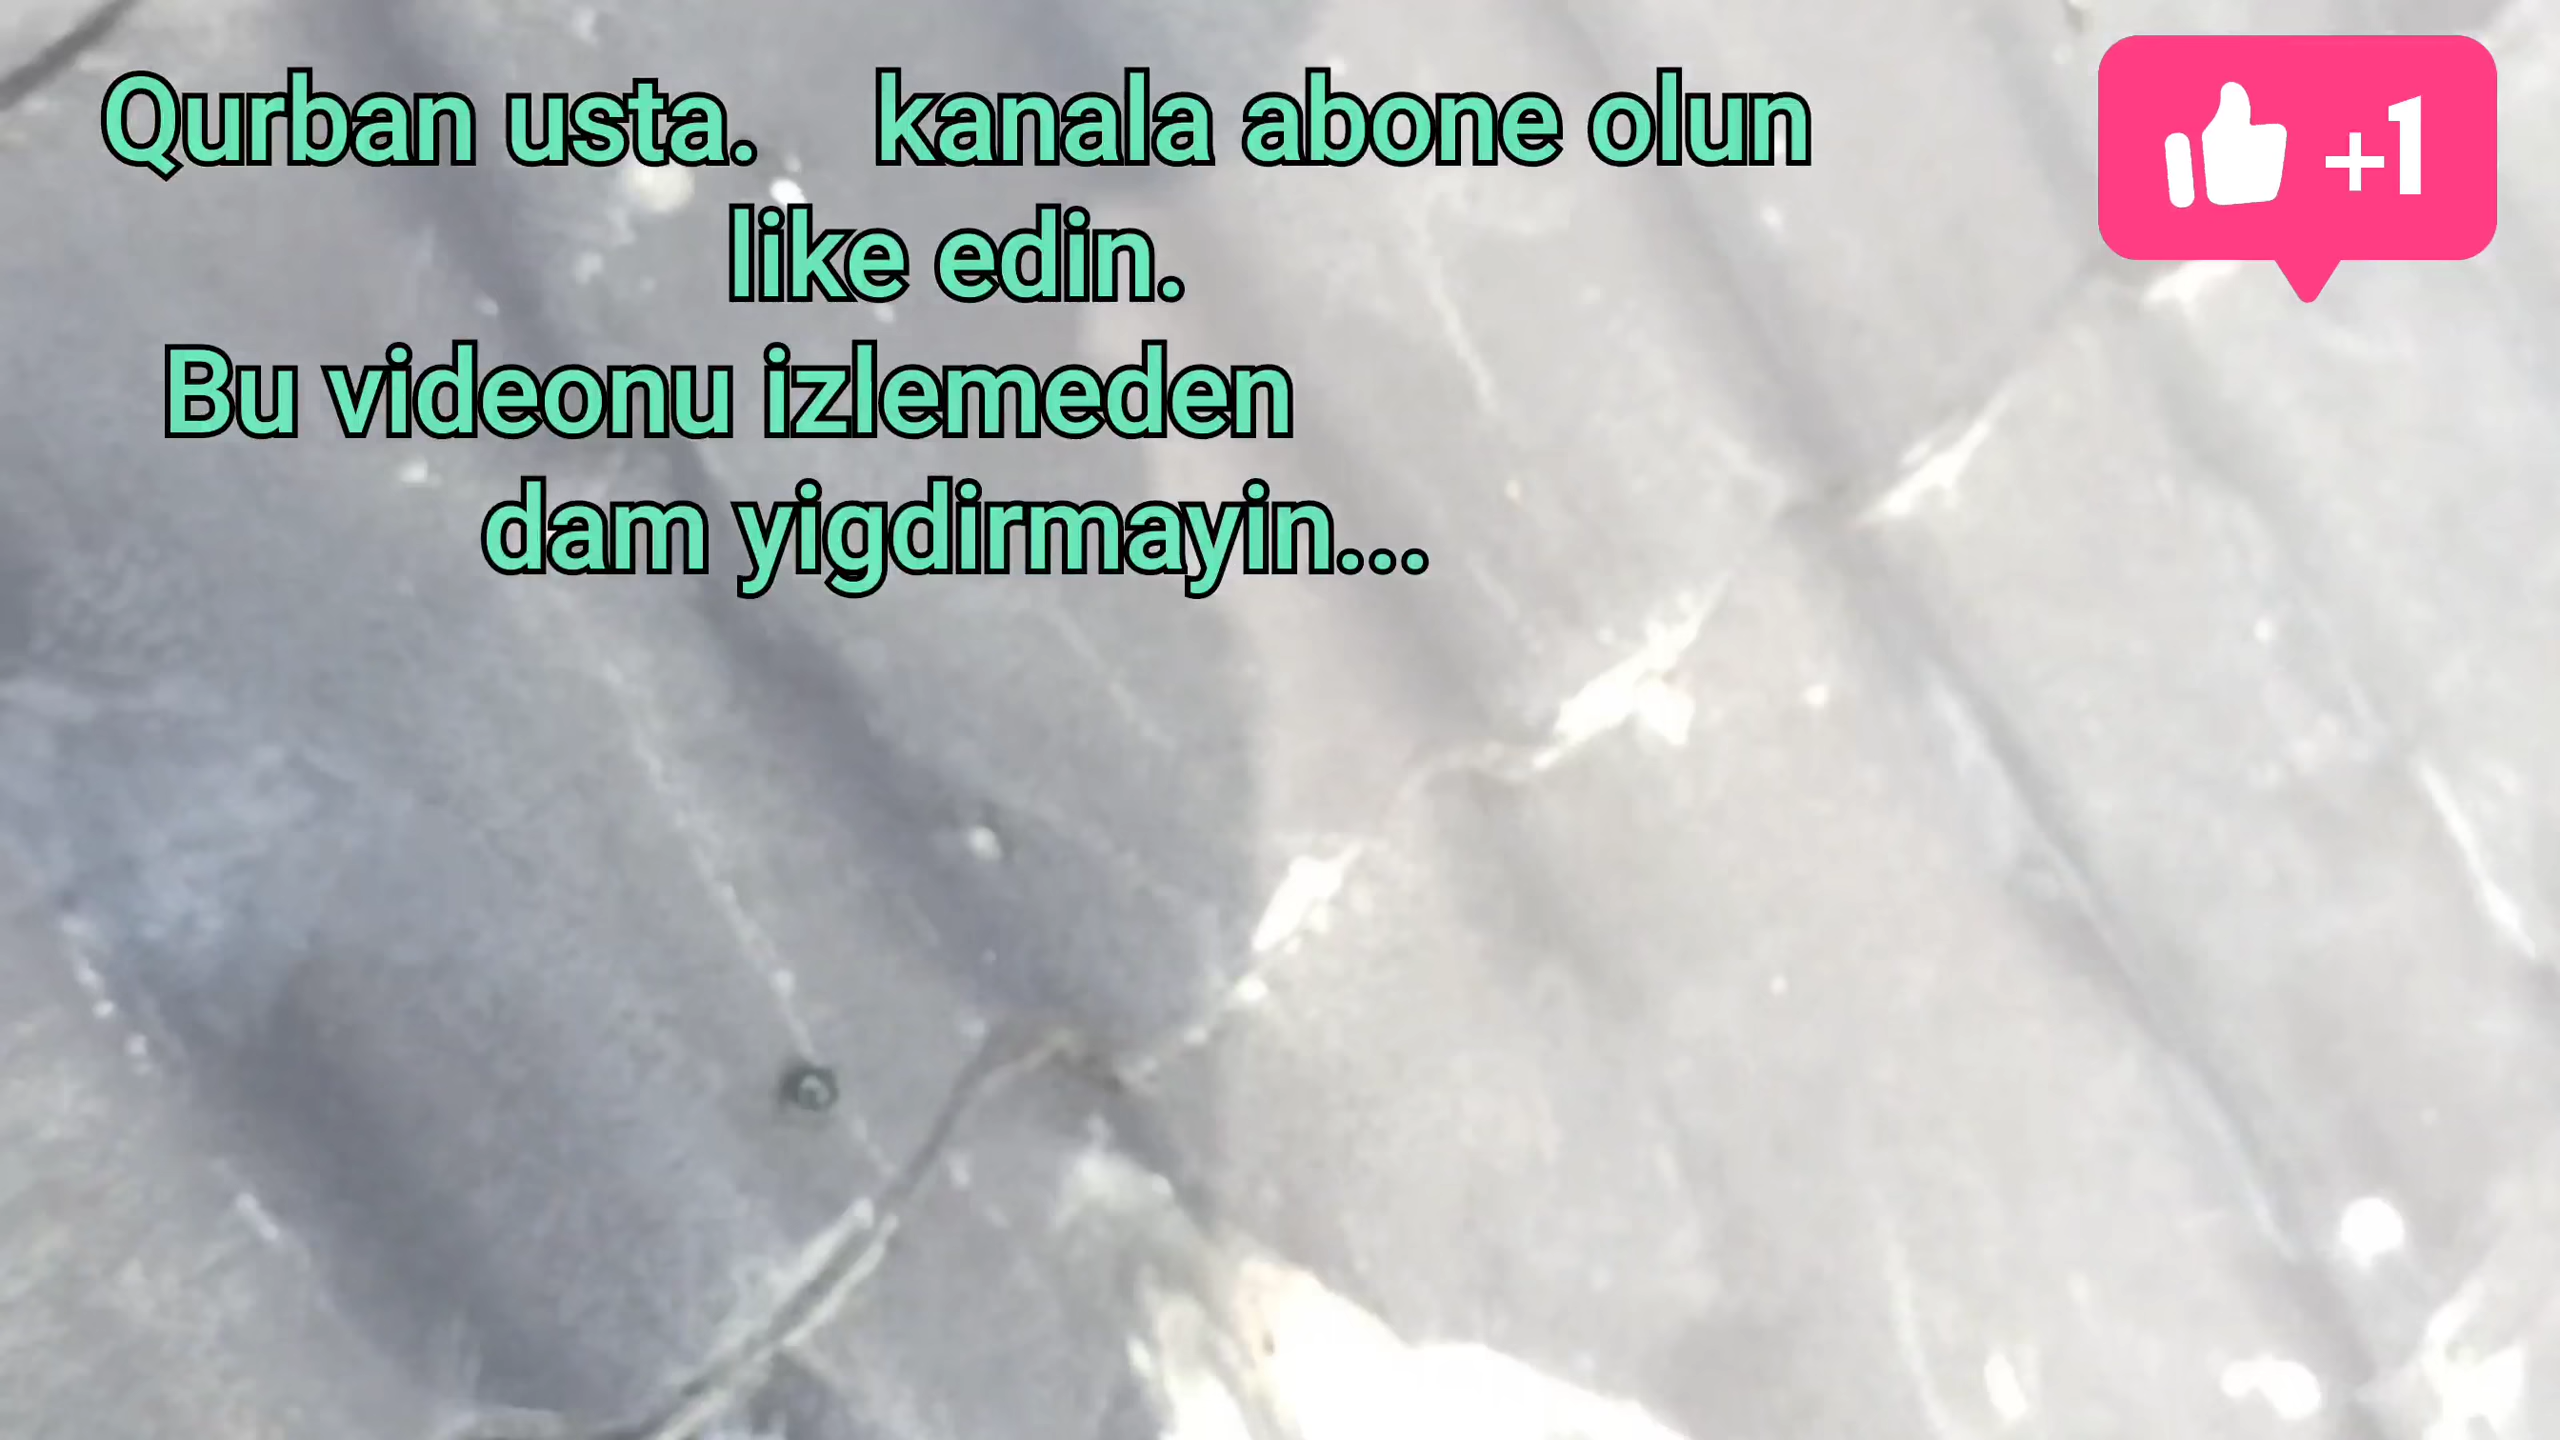 Qurban usta. kanala abone olun
like edin.
Bu videonu izlemeden
dam yigdirmayin...
+1